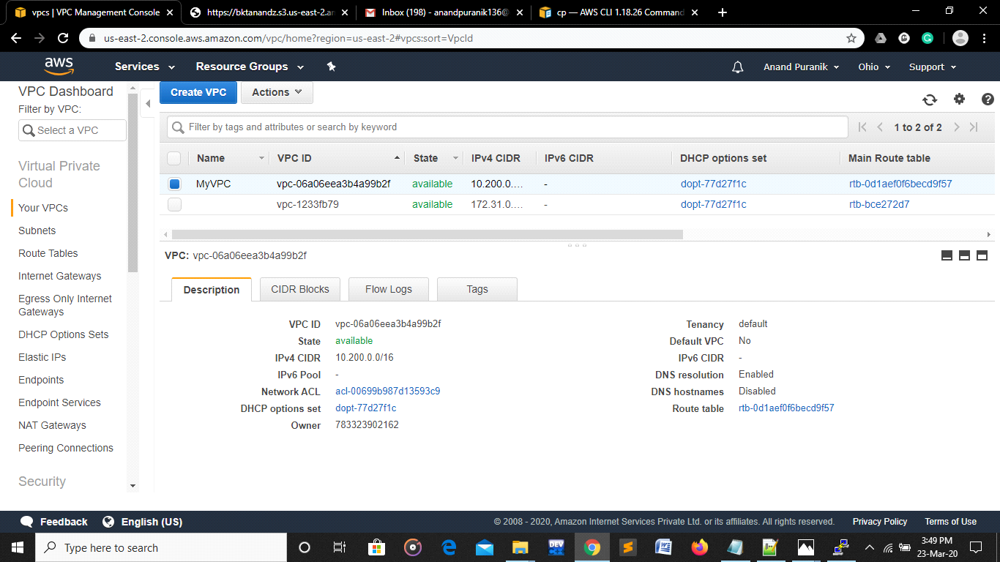 vpcs | VPC Management Console
https://bktanandz.s3.us-east-2.an
Inbox (198) - anandpuranik136@
cp — AWS CLI 1.18.26 Command
us-east-2.console.aws.amazon.com/vpc/home?region=us-east-2#vpcs:sort=VpcId
aws Services Resource Groups Anand Puranik Ohio Support
VPC Dashboard
Filter by VPC:
Select a VPC
Virtual Private
Cloud
Your VPCs
Subnets
Route Tables
Internet Gateways
Egress Only Internet
Gateways
DHCP Options Sets
Elastic IPs
Endpoints
Endpoint Services
NAT Gateways
Peering Connections
Security
Create VPC Actions
Filter by tags and attributes or search by keyword 1 to 2 of 2
Name VPC ID State IPv4 CIDR IPv6 CIDR DHCP options set Main Route table
MyVPC vpc-06a06eea3b4a99b2f available 10.200.0.... - dopt-77d27f1c rtb-0d1aef0f6becd9f57
vpc-1233fb79 available 172.31.0.... - dopt-77d27f1c rtb-bce272d7
VPC: vpc-06a06eea3b4a99b2f
Description CIDR Blocks Flow Logs Tags
VPC ID vpc-06a06eea3b4a99b2f Tenancy default
State available Default VPC No
IPv4 CIDR 10.200.0.0/16 IPv6 CIDR -
IPv6 Pool - DNS resolution Enabled
Network ACL acl-00699b987d13593c9 DNS hostnames Disabled
DHCP options set dopt-77d27f1c Route table rtb-0d1aef0f6becd9f57
Owner 783323902162
Feedback English (US) © 2008 - 2020, Amazon Internet Services Private Ltd. or its affiliates. All rights reserved. Privacy Policy Terms of Use
Type here to search
DEV
3:49 PM
23-Mar-20